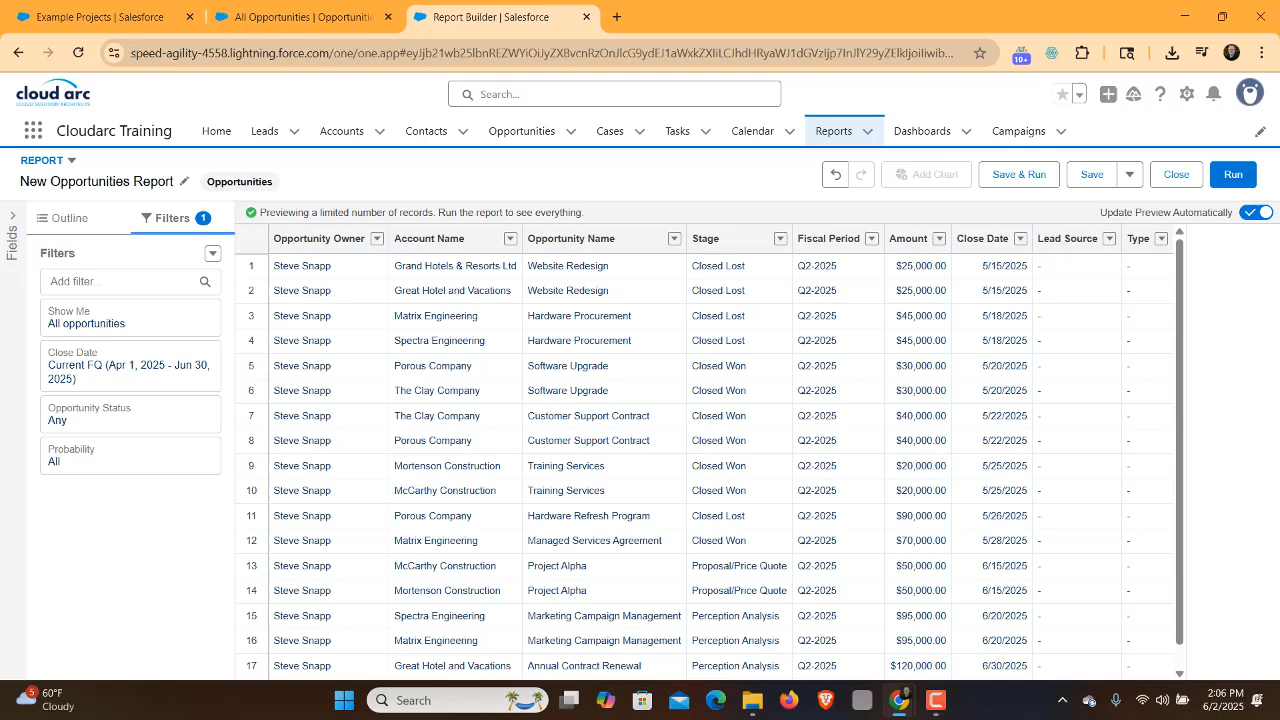 Example Projects | Salesforce
All Opportunities | Opportunitie
Report Builder | Salesforce
speed-agility-4558.lightning.force.com/one/one.app#
10+
cloud arc
CLOUD SOLUTION ARCHITECTS
Search...
Cloudarc Training
Home
Leads
Accounts
Contacts
Opportunities
Cases
Tasks
Calendar
Reports
Dashboards
Campaigns
REPORT
New Opportunities Report
Opportunities
Add Chart
Save & Run
Save
Close
Run
Fields
Outline
Filters 1
Previewing a limited number of records. Run the report to see everything.
Update Preview Automatically
Filters
Add filter...
Show Me
All opportunities
Close Date
Current FQ (Apr 1, 2025 - Jun 30,
2025)
Opportunity Status
Any
Probability
All
Opportunity Owner Account Name Opportunity Name Stage Fiscal Period Amount Close Date Lead Source Type
1 Steve Snapp Grand Hotels & Resorts Ltd Website Redesign Closed Lost Q2-2025 $25,000.00 5/15/2025 - -
2 Steve Snapp Great Hotel and Vacations Website Redesign Closed Lost Q2-2025 $25,000.00 5/15/2025 - -
3 Steve Snapp Matrix Engineering Hardware Procurement Closed Lost Q2-2025 $45,000.00 5/18/2025 - -
4 Steve Snapp Spectra Engineering Hardware Procurement Closed Lost Q2-2025 $45,000.00 5/18/2025 - -
5 Steve Snapp Porous Company Software Upgrade Closed Won Q2-2025 $30,000.00 5/20/2025 - -
6 Steve Snapp The Clay Company Software Upgrade Closed Won Q2-2025 $30,000.00 5/20/2025 - -
7 Steve Snapp The Clay Company Customer Support Contract Closed Won Q2-2025 $40,000.00 5/22/2025 - -
8 Steve Snapp Porous Company Customer Support Contract Closed Won Q2-2025 $40,000.00 5/22/2025 - -
9 Steve Snapp Mortenson Construction Training Services Closed Won Q2-2025 $20,000.00 5/25/2025 - -
10 Steve Snapp McCarthy Construction Training Services Closed Won Q2-2025 $20,000.00 5/25/2025 - -
11 Steve Snapp Porous Company Hardware Refresh Program Closed Lost Q2-2025 $90,000.00 5/26/2025 - -
12 Steve Snapp Matrix Engineering Managed Services Agreement Closed Won Q2-2025 $70,000.00 5/28/2025 - -
13 Steve Snapp McCarthy Construction Project Alpha Proposal/Price Quote Q2-2025 $50,000.00 6/15/2025 - -
14 Steve Snapp Mortenson Construction Project Alpha Proposal/Price Quote Q2-2025 $50,000.00 6/15/2025 - -
15 Steve Snapp Spectra Engineering Marketing Campaign Management Perception Analysis Q2-2025 $95,000.00 6/20/2025 - -
16 Steve Snapp Matrix Engineering Marketing Campaign Management Perception Analysis Q2-2025 $95,000.00 6/20/2025 - -
17 Steve Snapp Great Hotel and Vacations Annual Contract Renewal Perception Analysis Q2-2025 $120,000.00 6/30/2025 - -
5
60°F
Cloudy
Search
2:06 PM
6/2/2025